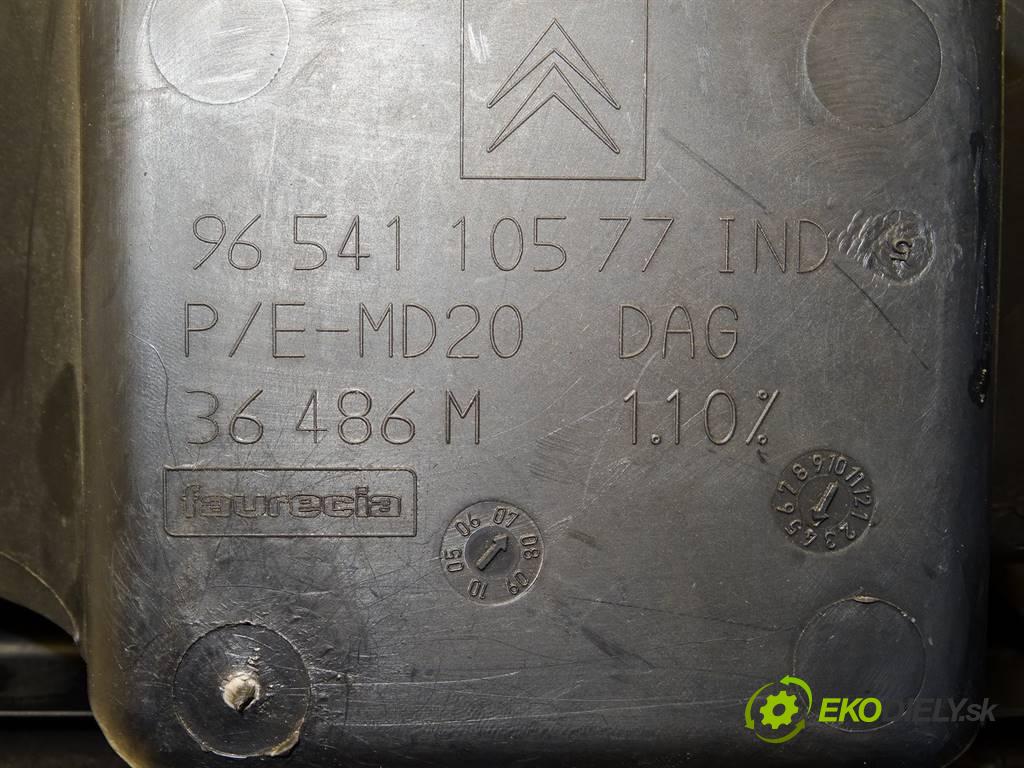 96 541 105 77 IND 5
P/E-MD20 DAG
36 486 M 1.10%
faurecia
05 06 07 08 09 10
1 2 3 4 5 6 7 8 9 10 11 12
EKODIELY.sk